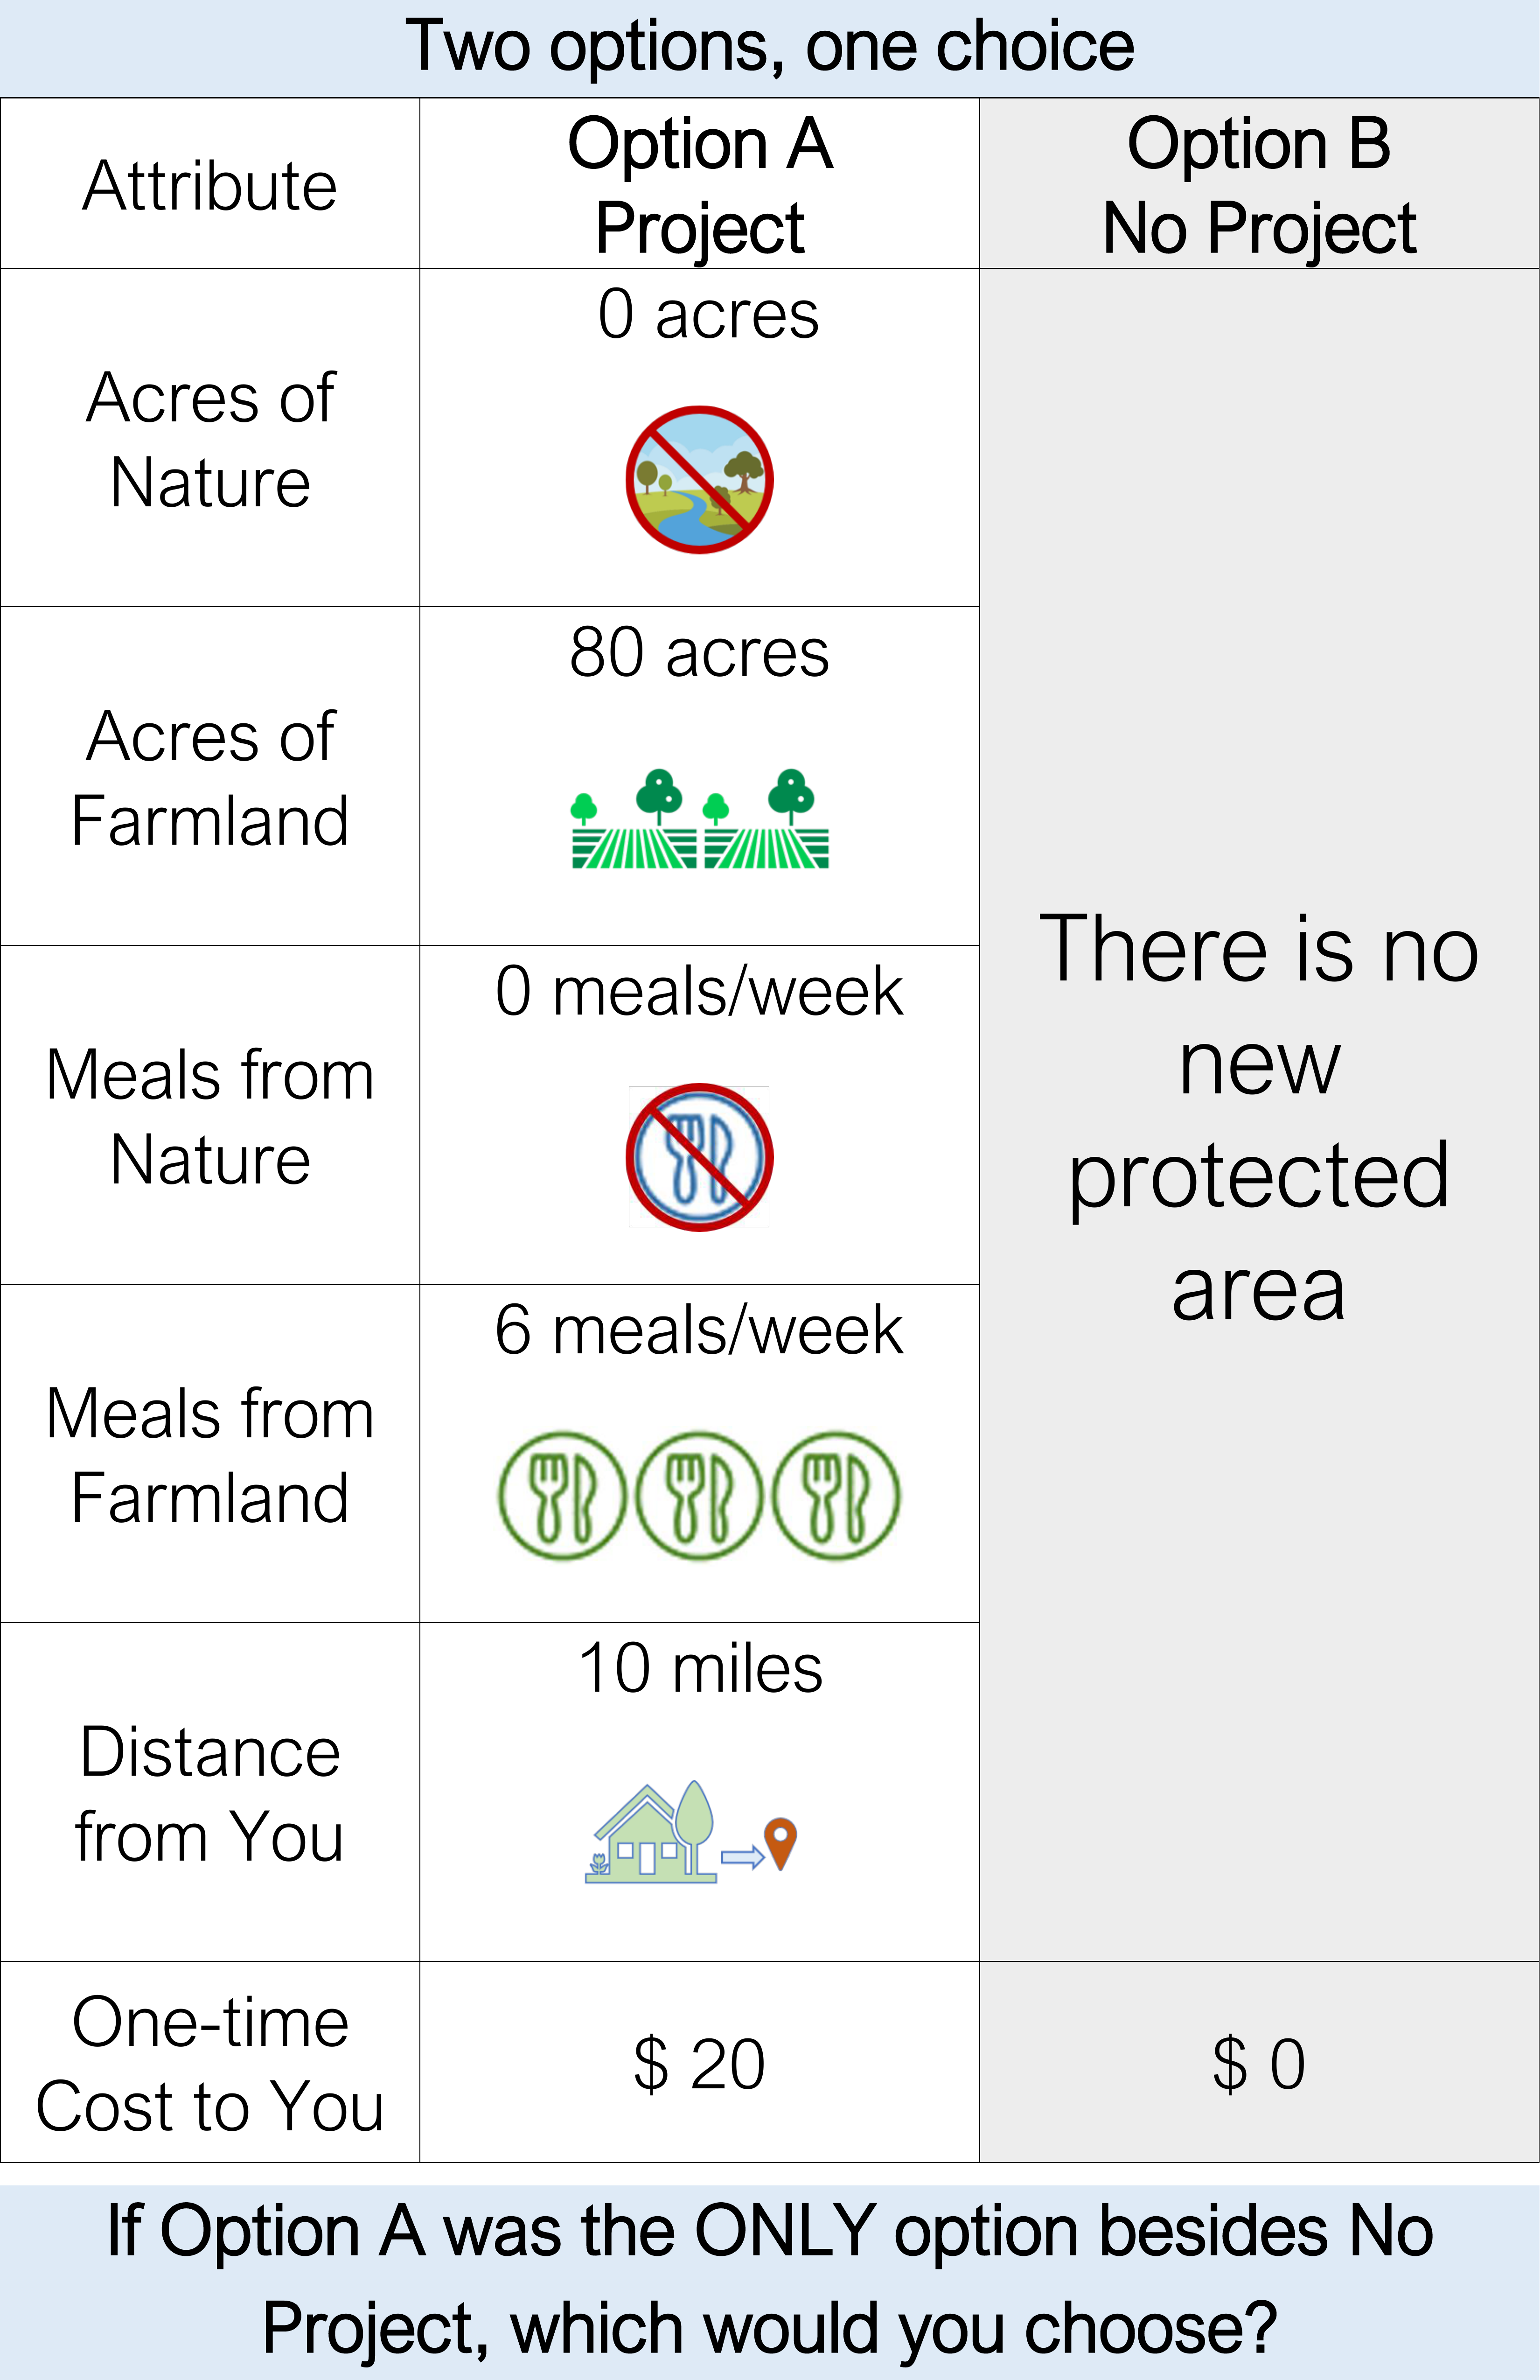 Two options, one choice
Attribute
Option A
Project
Option B
No Project
Acres of
Nature
0 acres
Acres of
Farmland
80 acres
Meals from
Nature
0 meals/week
Meals from
Farmland
6 meals/week
Distance
from You
10 miles
There is no
new
protected
area
One-time
Cost to You
$ 20
$ 0
If Option A was the ONLY option besides No
Project, which would you choose?